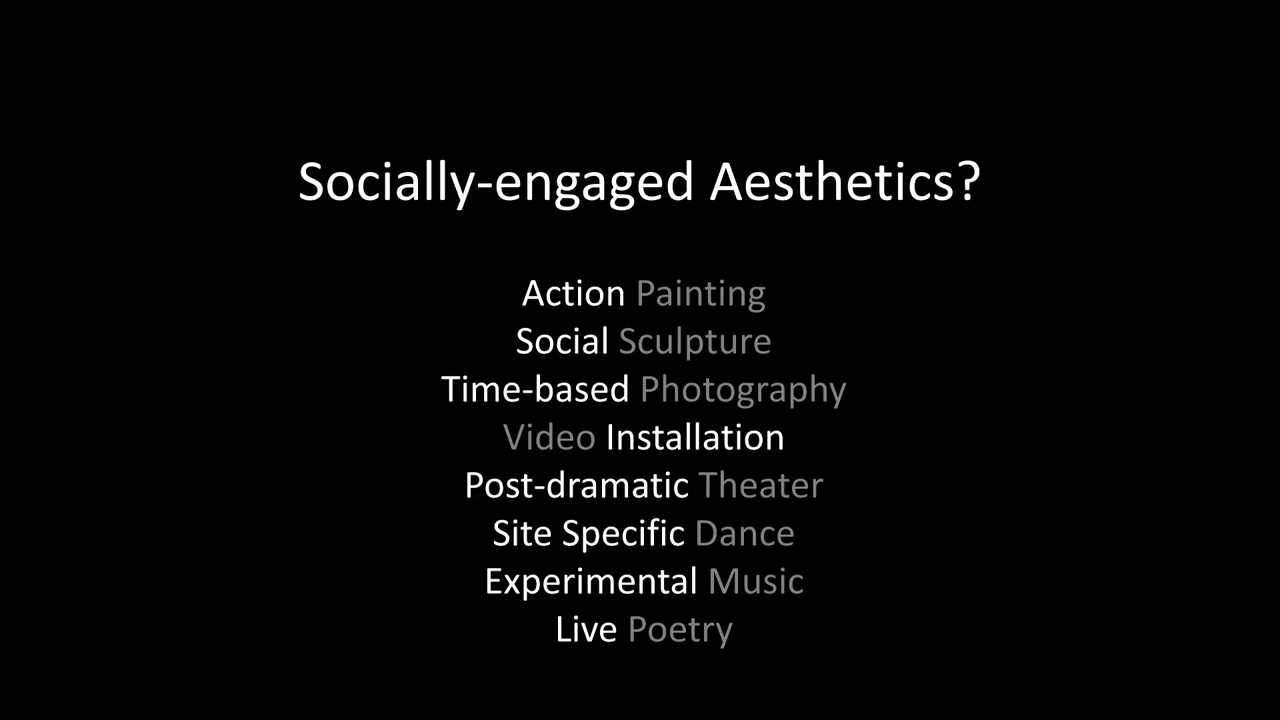 Socially-engaged Aesthetics?
Action Painting
Social Sculpture
Time-based Photography
Video Installation
Post-dramatic Theater
Site Specific Dance
Experimental Music
Live Poetry